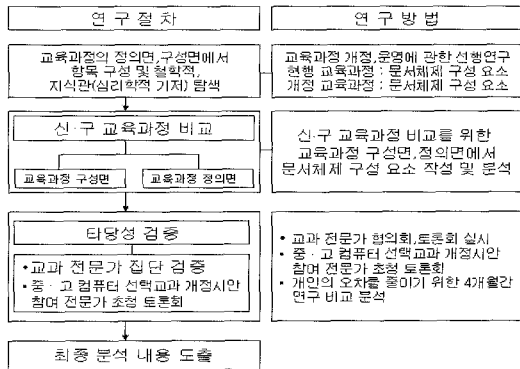 연 구 절 차
연 구 방 법
교육과정의 정의면,구성면에서
항목 구성 및 철학적,
지식관(심리학적 기저) 탐색
교육과정 개정,운영에 관한 선행연구
현행 교육과정 : 문서체제 구성 요소
개정 교육과정 : 문서체제 구성 요소
신·구 교육과정 비교
교육과정 구성면
교육과정 정의면
신·구 교육과정 비교를 위한
교육과정 구성면,정의면에서
문서체제 구성 요소 작성 및 분석
타당성 검증
•교과 전문가 집단 검증
•중·고 컴퓨터 선택교과 개정시안
참여 전문가 초청 토론회
• 교과 전문가 협의회,토론회 실시
• 중·고 컴퓨터 선택교과 개정시안
참여 전문가 초청 토론회
• 개인의 오차를 줄이기 위한 4개월간
연구 비교 분석
최종 분석 내용 도출